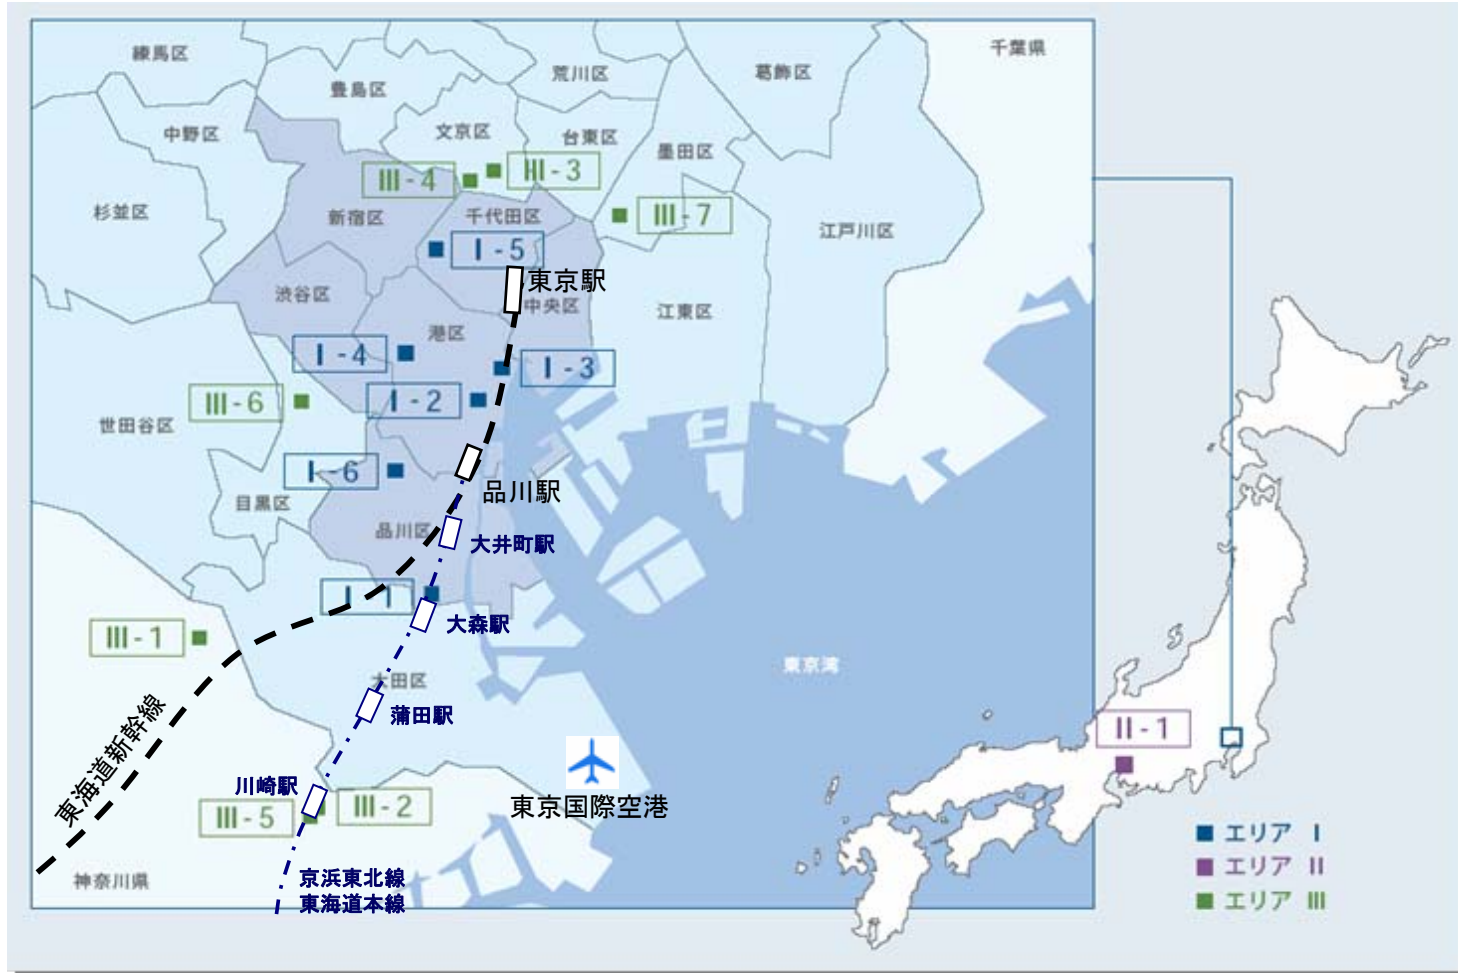 練馬区
豊島区
荒川区
葛飾区
千葉県
中野区
文京区
台東区
墨田区
III - 4
III - 3
杉並区
新宿区
千代田区
III - 7
江戸川区
I - 5
東京駅
渋谷区
中央区
江東区
港区
I - 4
I - 3
III - 6
I - 2
世田谷区
I - 6
品川駅
目黒区
品川区
大井町駅
I - 1
大森駅
III - 1
東京湾
大田区
蒲田駅
II - 1
東海道新幹線
川崎駅
III - 5
III - 2
東京国際空港
神奈川県
京浜東北線
東海道本線
エリア I
エリア II
エリア III